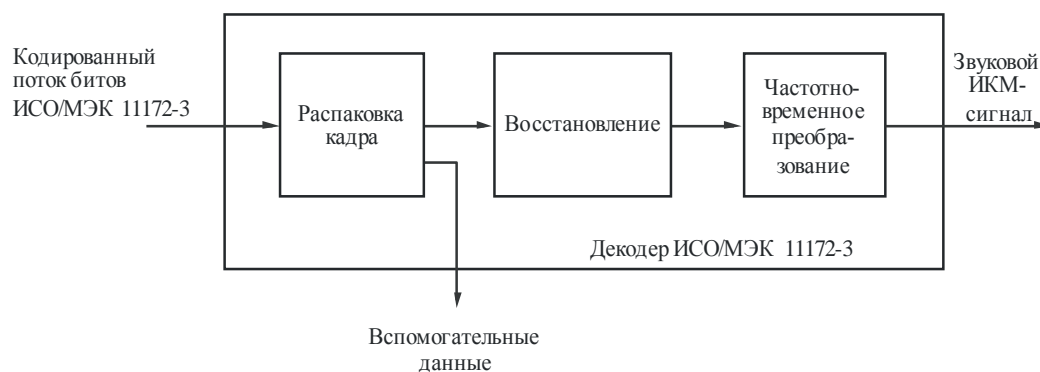 Кодированный
поток битов
ИСО/МЭК 11172-3
Распаковка
кадра
Восстановление
Частотно-
временное
преобра-
зование
Звуковой
ИКМ-
сигнал
Декодер ИСО/МЭК 11172-3
Вспомогательные
данные